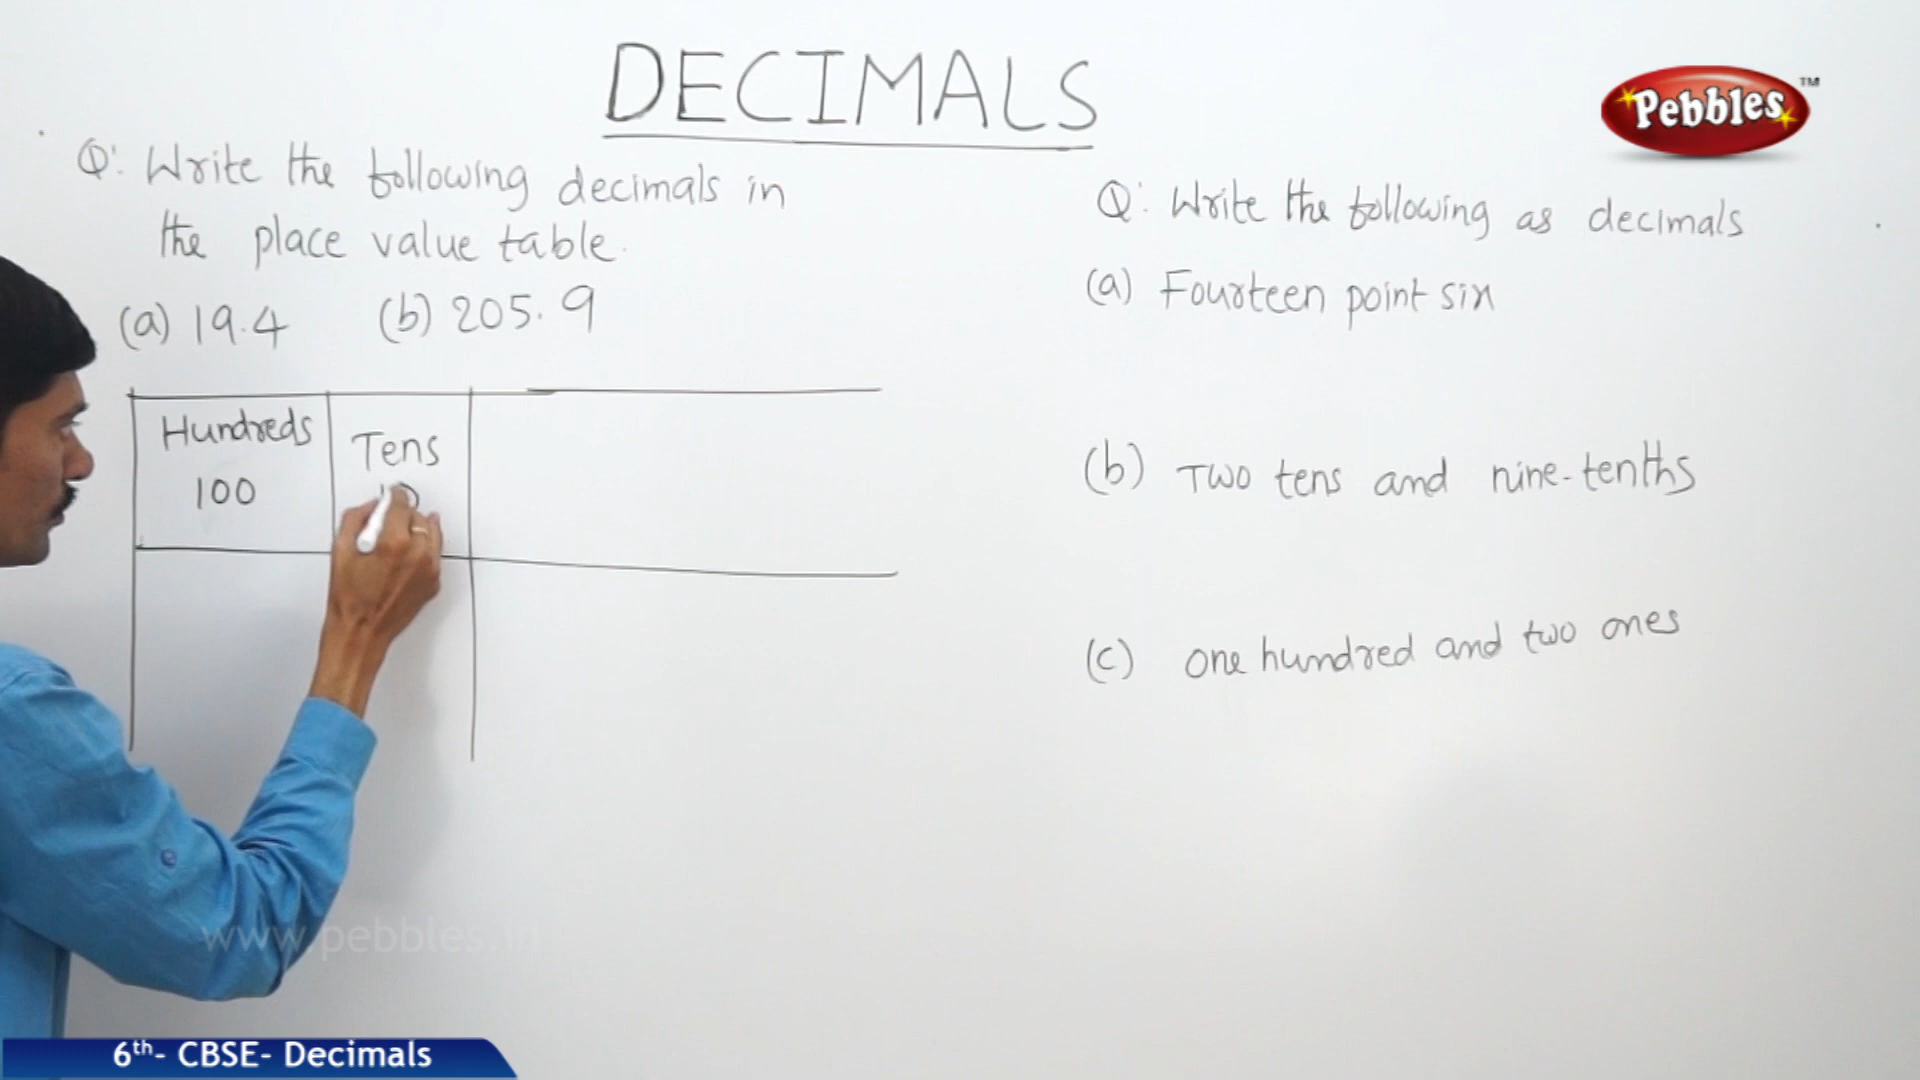 DECIMALS
Pebbles™
Q: Write the following decimals in
the place value table.
(a) 19.4 (b) 205.9
Hundreds
100
Tens
10
Q: Write the following as decimals
(a) Fourteen point six
(b) Two tens and nine-tenths
(c) one hundred and two ones
www.pebbles.in
6th- CBSE- Decimals